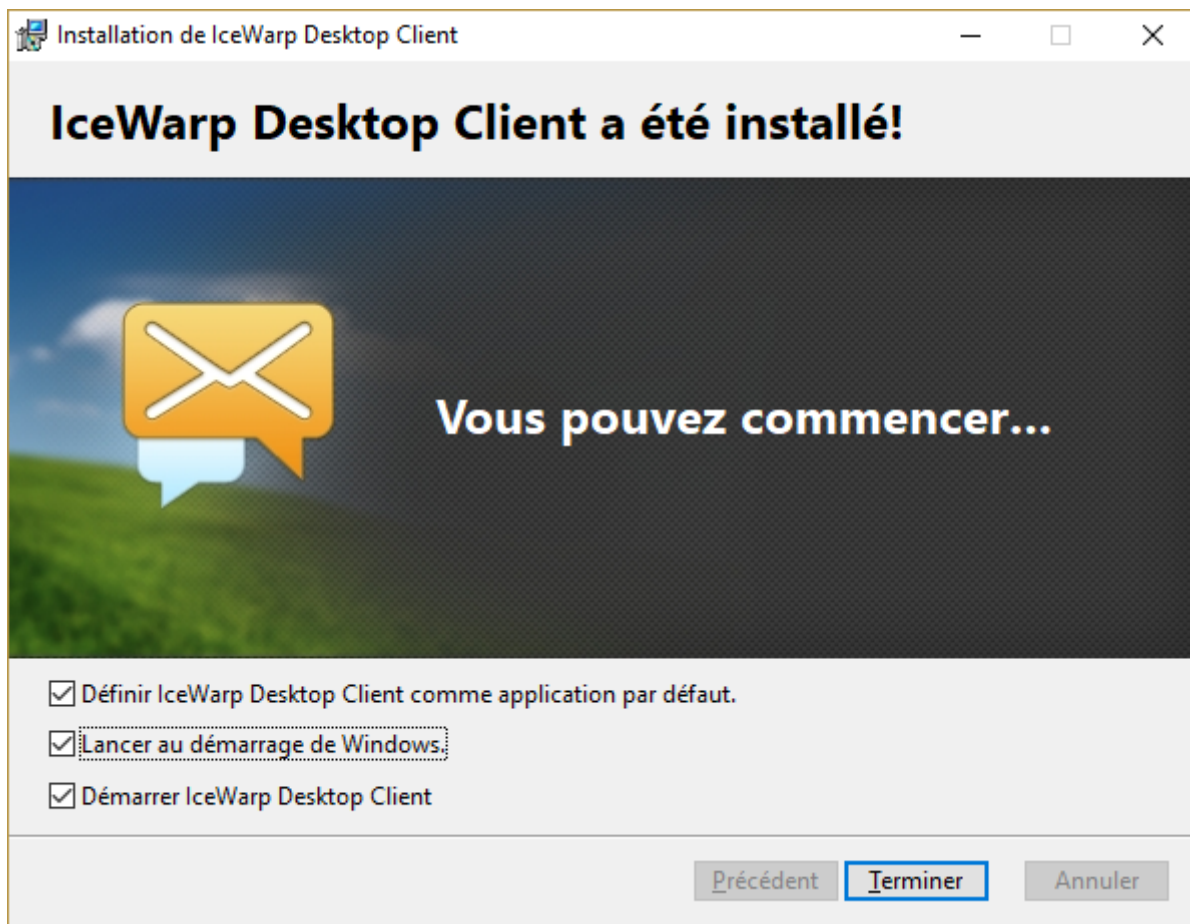 Installation de IceWarp Desktop Client
IceWarp Desktop Client a été installé!
Vous pouvez commencer...
Définir IceWarp Desktop Client comme application par défaut.
Lancer au démarrage de Windows.
Démarrer IceWarp Desktop Client
Précédent Terminer Annuler